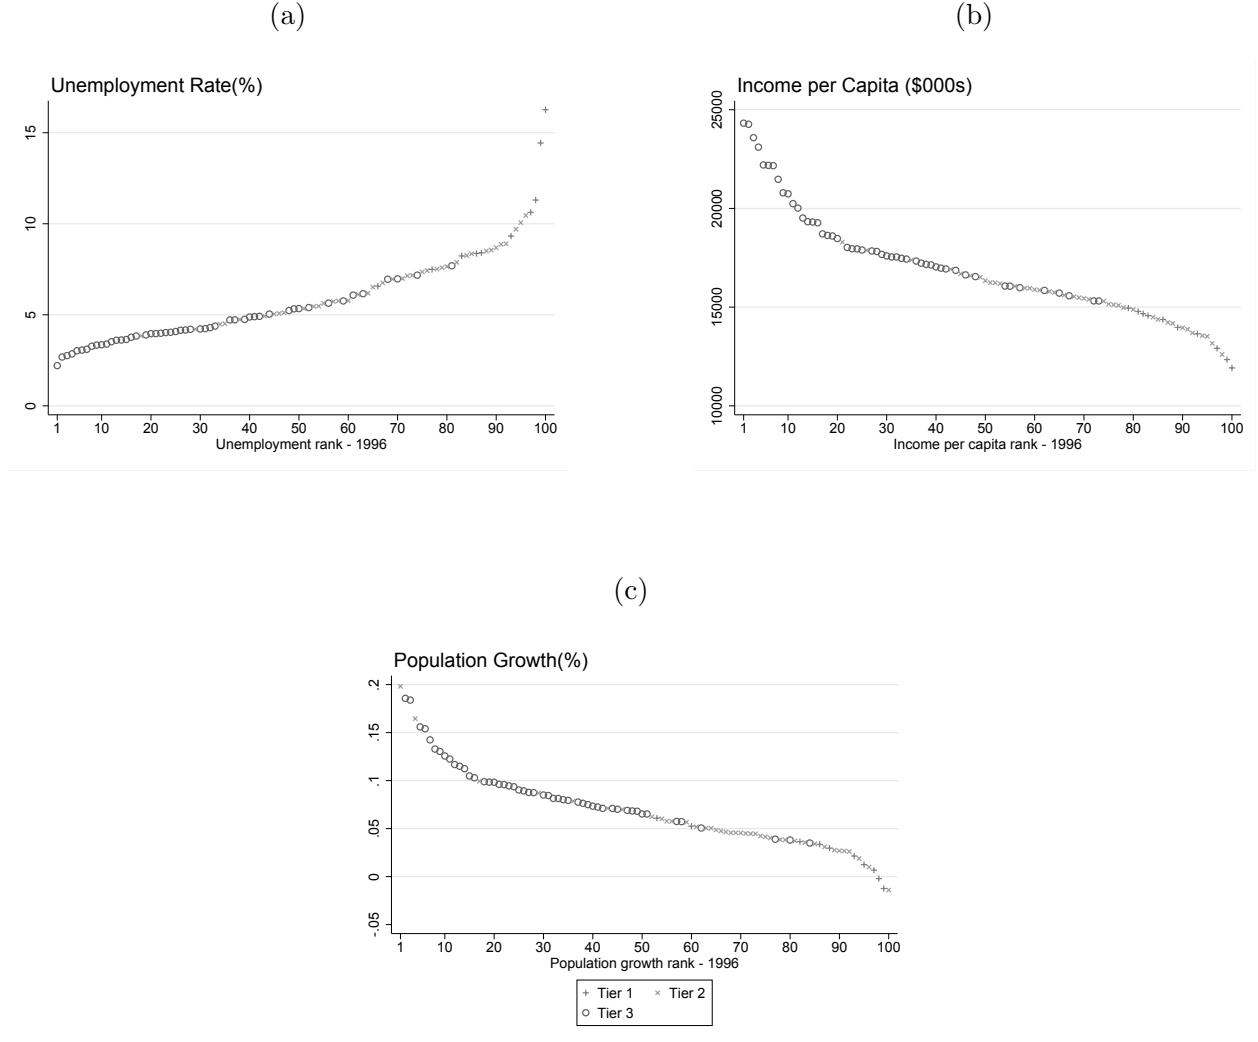 (a)
Unemployment Rate(%)
15
10
5
0
1 10 20 30 40 50 60 70 80 90 100
Unemployment rank - 1996
(b)
Income per Capita ($000s)
25000
20000
15000
10000
1 10 20 30 40 50 60 70 80 90 100
Income per capita rank - 1996
(c)
Population Growth(%)
.2
.15
.1
.05
0
-.05
1 10 20 30 40 50 60 70 80 90 100
Population growth rank - 1996
Tier 1 Tier 2
Tier 3